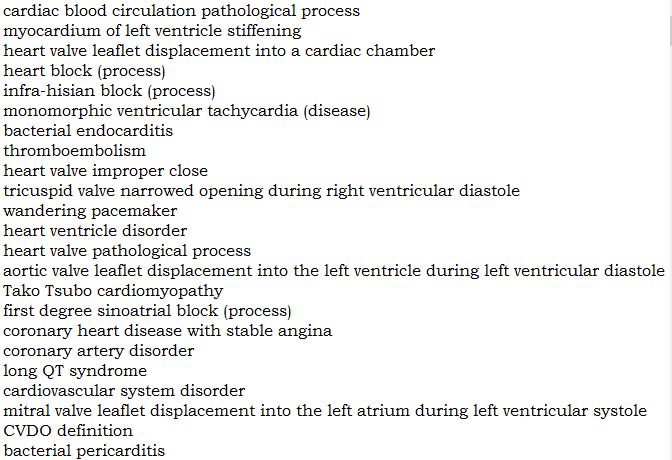 cardiac blood circulation pathological process
myocardium of left ventricle stiffening
heart valve leaflet displacement into a cardiac chamber
heart block (process)
infra-hisian block (process)
monomorphic ventricular tachycardia (disease)
bacterial endocarditis
thromboembolism
heart valve improper close
tricuspid valve narrowed opening during right ventricular diastole
wandering pacemaker
heart ventricle disorder
heart valve pathological process
aortic valve leaflet displacement into the left ventricle during left ventricular diastole
Tako Tsubo cardiomyopathy
first degree sinoatrial block (process)
coronary heart disease with stable angina
coronary artery disorder
long QT syndrome
cardiovascular system disorder
mitral valve leaflet displacement into the left atrium during left ventricular systole
CVDO definition
bacterial pericarditis